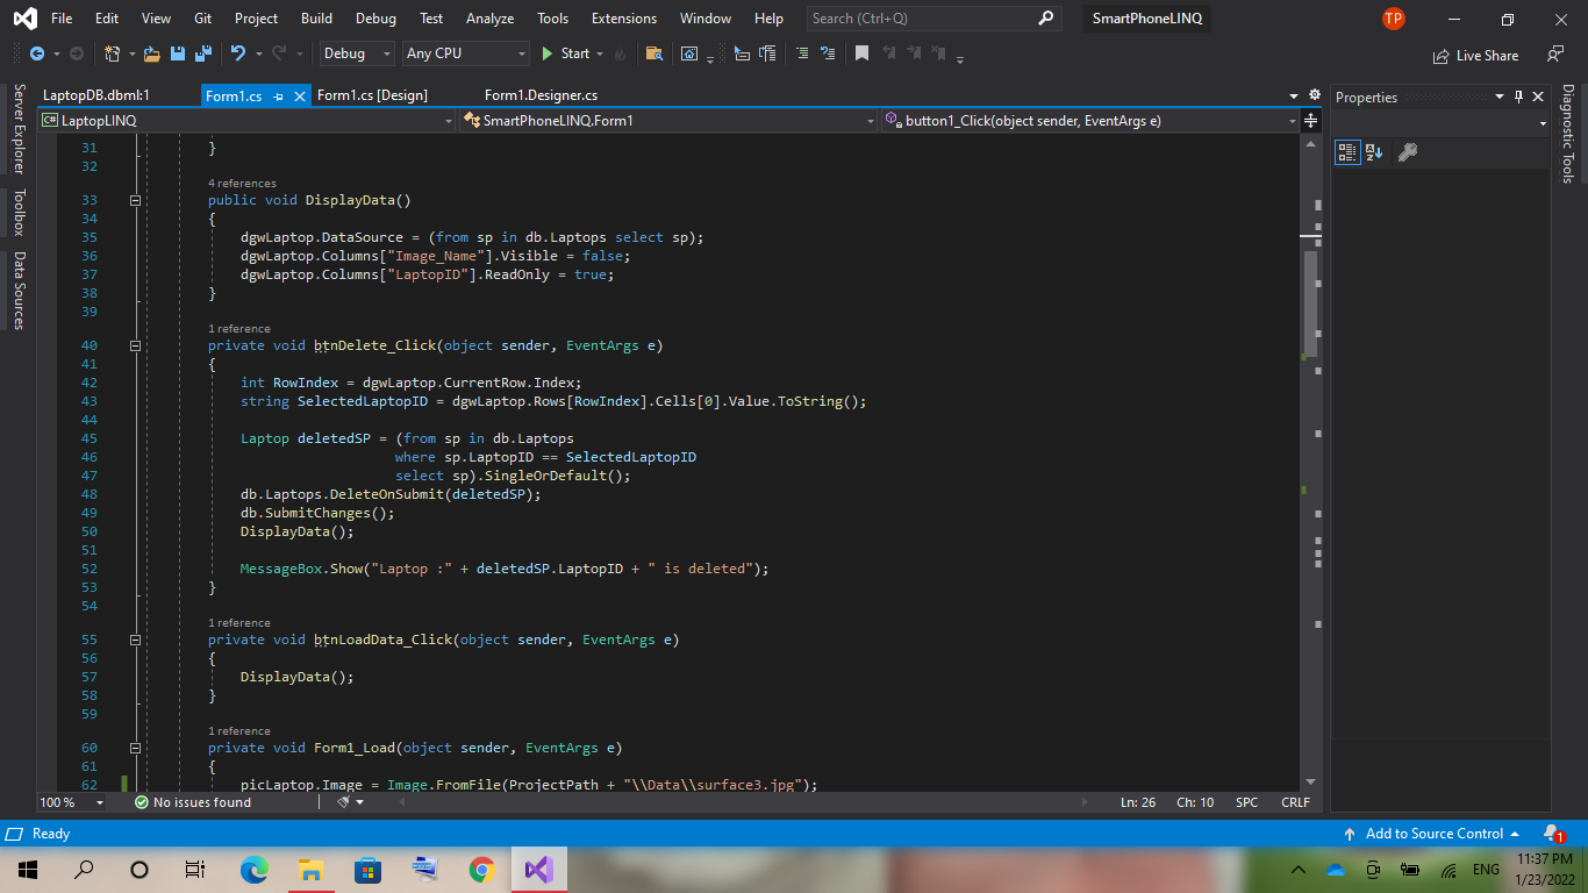 File Edit View Git Project Build Debug Test Analyze Tools Extensions Window Help Search (Ctrl+Q) SmartPhoneLINQ TP
Debug Any CPU Start Live Share
LaptopDB.dbml:1 Form1.cs Form1.cs [Design] Form1.Designer.cs
LaptopLINQ SmartPhoneLINQ.Form1 button1_Click(object sender, EventArgs e)
Server Explorer
Toolbox
Data Sources
31 }
32
4 references
33 public void DisplayData()
34 {
35 dgwLaptop.DataSource = (from sp in db.Laptops select sp);
36 dgwLaptop.Columns["Image_Name"].Visible = false;
37 dgwLaptop.Columns["LaptopID"].ReadOnly = true;
38 }
39
1 reference
40 private void btnDelete_Click(object sender, EventArgs e)
41 {
42 int RowIndex = dgwLaptop.CurrentRow.Index;
43 string SelectedLaptopID = dgwLaptop.Rows[RowIndex].Cells[0].Value.ToString();
44
45 Laptop deletedSP = (from sp in db.Laptops
46 where sp.LaptopID == SelectedLaptopID
47 select sp).SingleOrDefault();
48 db.Laptops.DeleteOnSubmit(deletedSP);
49 db.SubmitChanges();
50 DisplayData();
51
52 MessageBox.Show("Laptop :" + deletedSP.LaptopID + " is deleted");
53 }
54
1 reference
55 private void btnLoadData_Click(object sender, EventArgs e)
56 {
57 DisplayData();
58 }
59
1 reference
60 private void Form1_Load(object sender, EventArgs e)
61 {
62 picLaptop.Image = Image.FromFile(ProjectPath + "\\Data\\surface3.jpg");
100 % No issues found Ln: 26 Ch: 10 SPC CRLF
Properties
Diagnostic Tools
Ready Add to Source Control 1
ENG 11:37 PM
1/23/2022